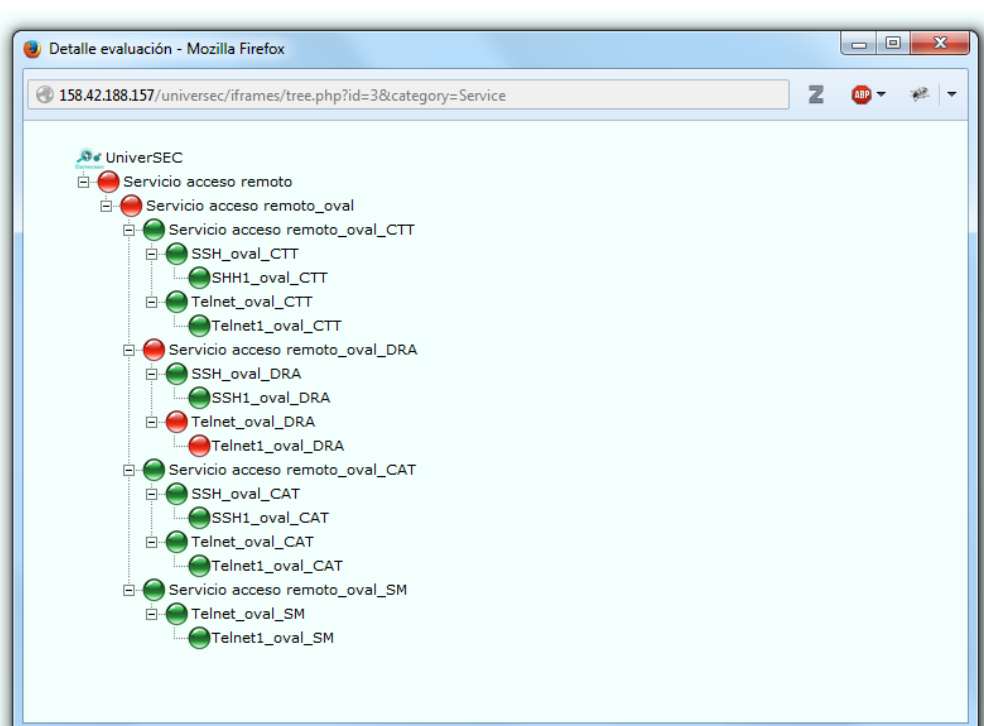 Detalle evaluación - Mozilla Firefox
158.42.188.157/universec/iframes/tree.php?id=3&category=Service
Z ABP
UniverSEC
Servicio acceso remoto
Servicio acceso remoto_oval
Servicio acceso remoto_oval_CTT
SSH_oval_CTT
SHH1_oval_CTT
Telnet_oval_CTT
Telnet1_oval_CTT
Servicio acceso remoto_oval_DRA
SSH_oval_DRA
SSH1_oval_DRA
Telnet_oval_DRA
Telnet1_oval_DRA
Servicio acceso remoto_oval_CAT
SSH_oval_CAT
SSH1_oval_CAT
Telnet_oval_CAT
Telnet1_oval_CAT
Servicio acceso remoto_oval_SM
Telnet_oval_SM
Telnet1_oval_SM